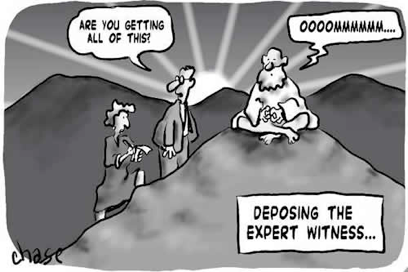 ARE YOU GETTING
ALL OF THIS?
OOOOMMMMMM....
DEPOSING THE
EXPERT WITNESS...
chase